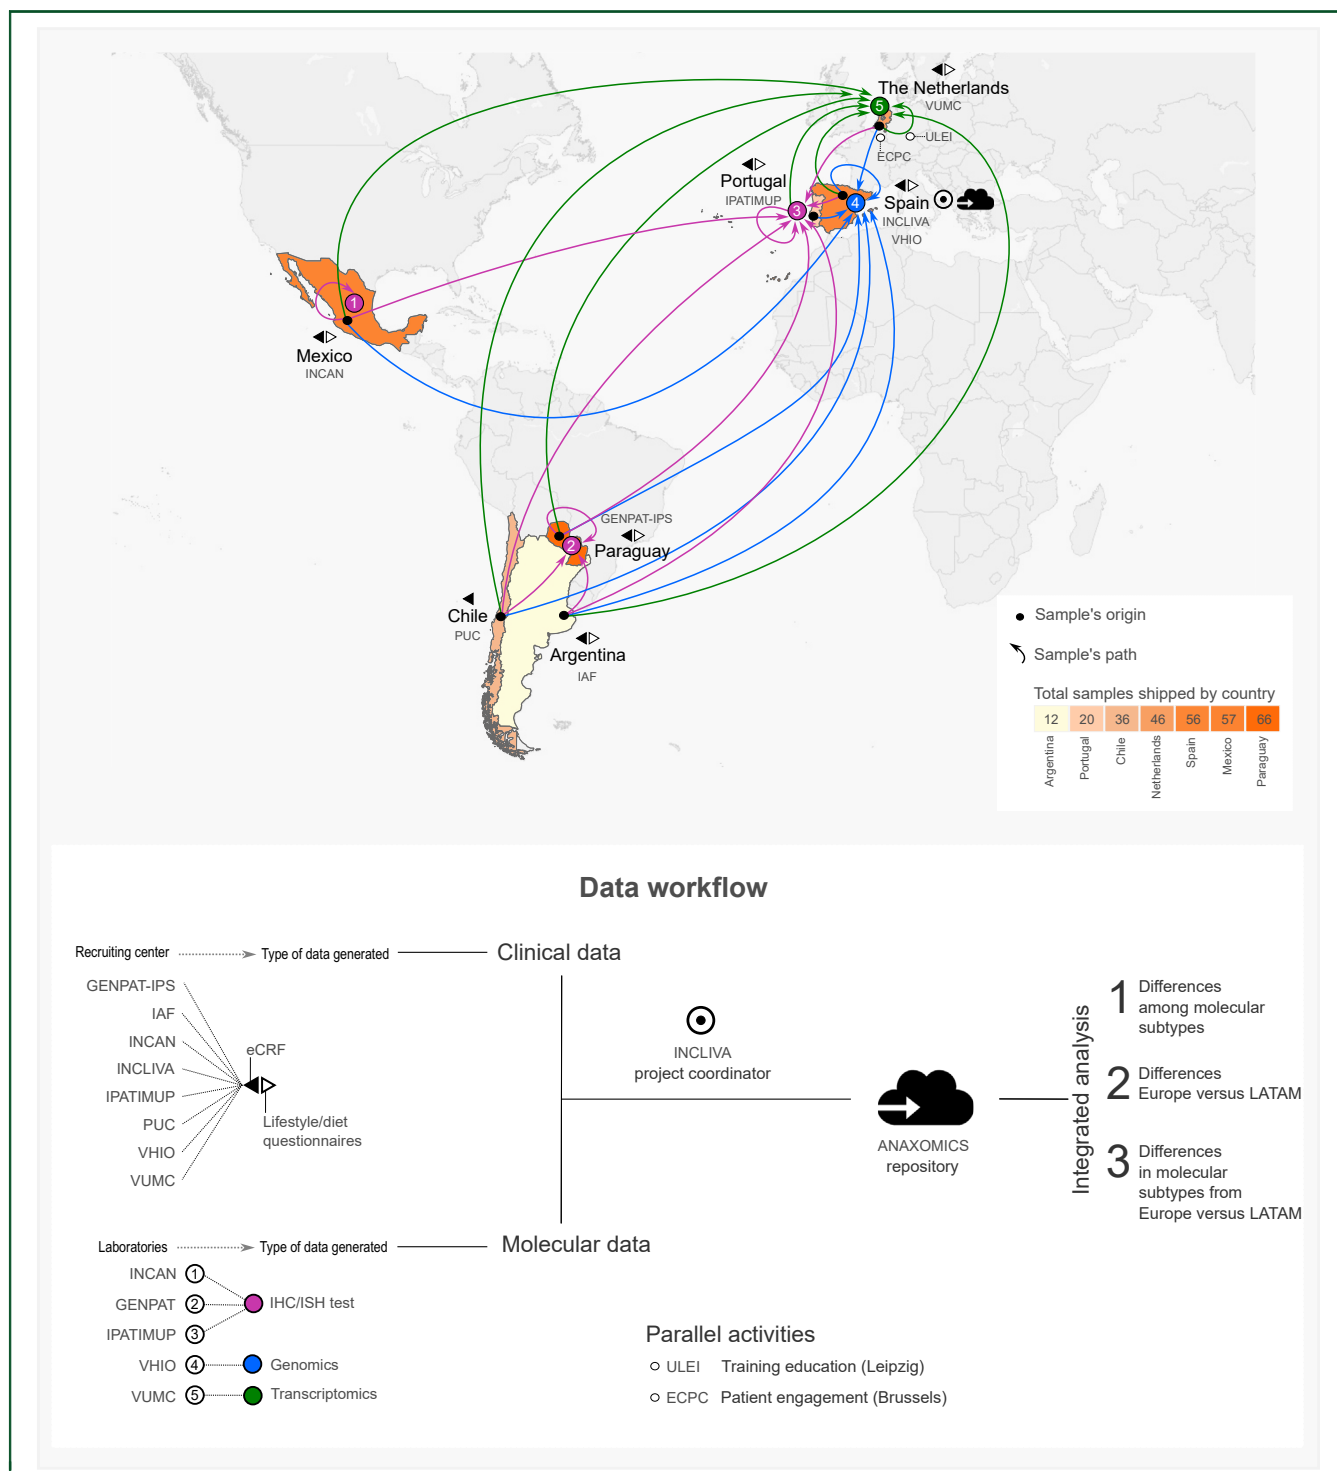 The Netherlands
VUMC
5
ULEI
ECPC
Portugal
IPATIMUP
3
4
Spain
INCLIVA
VHIO
1
Mexico
INCAN
GENPAT-IPS
2
Paraguay
Chile
PUC
Argentina
IAF
Sample's origin
Sample's path
Total samples shipped by country
12 20 36 46 56 57 66
Argentina
Portugal
Chile
Netherlands
Spain
Mexico
Paraguay
Data workflow
Recruiting center
Type of data generated
Clinical data
GENPAT-IPS
IAF
INCAN
INCLIVA
IPATIMUP
PUC
VHIO
VUMC
eCRF
Lifestyle/diet
questionnaires
INCLIVA
project coordinator
ANAXOMICS
repository
Integrated analysis
1 Differences
among molecular
subtypes
2 Differences
Europe versus LATAM
3 Differences
in molecular
subtypes from
Europe versus LATAM
Laboratories
Type of data generated
Molecular data
INCAN 1
GENPAT 2
IPATIMUP 3
IHC/ISH test
VHIO 4 Genomics
VUMC 5 Transcriptomics
Parallel activities
ULEI Training education (Leipzig)
ECPC Patient engagement (Brussels)